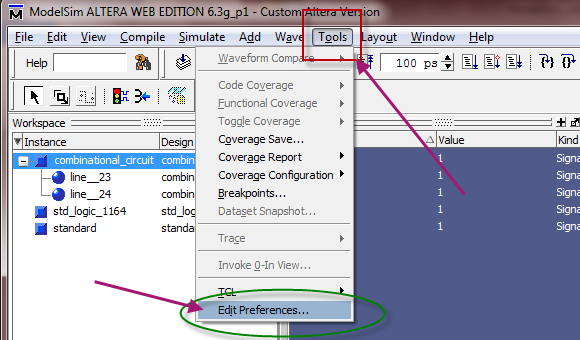 ModelSim ALTERA WEB EDITION 6.3g_p1 - Custom Altera Version
File Edit View Compile Simulate Add Wave Tools Layout Window Help
Help 100 ps
Workspace
Instance Design Value Kind
combinational_circuit combin 1 Signa
line__23 combin 1 Signa
line__24 combin 1 Signa
std_logic_1164 std_lo 1 Signa
standard standa 1 Signa
Waveform Compare
Code Coverage
Functional Coverage
Toggle Coverage
Coverage Save...
Coverage Report
Coverage Configuration
Breakpoints...
Dataset Snapshot...
Trace
Invoke 0-In View...
TCL
Edit Preferences...